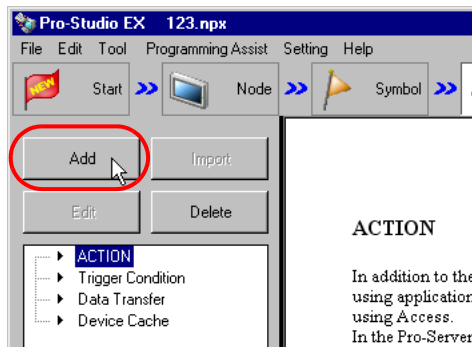 Pro-Studio EX 123.npx
File Edit Tool Programming Assist Setting Help
NEW Start Node Symbol
Add Import
Edit Delete
ACTION
Trigger Condition
Data Transfer
Device Cache
ACTION
In addition to the
using application
using Access.
In the Pro-Server